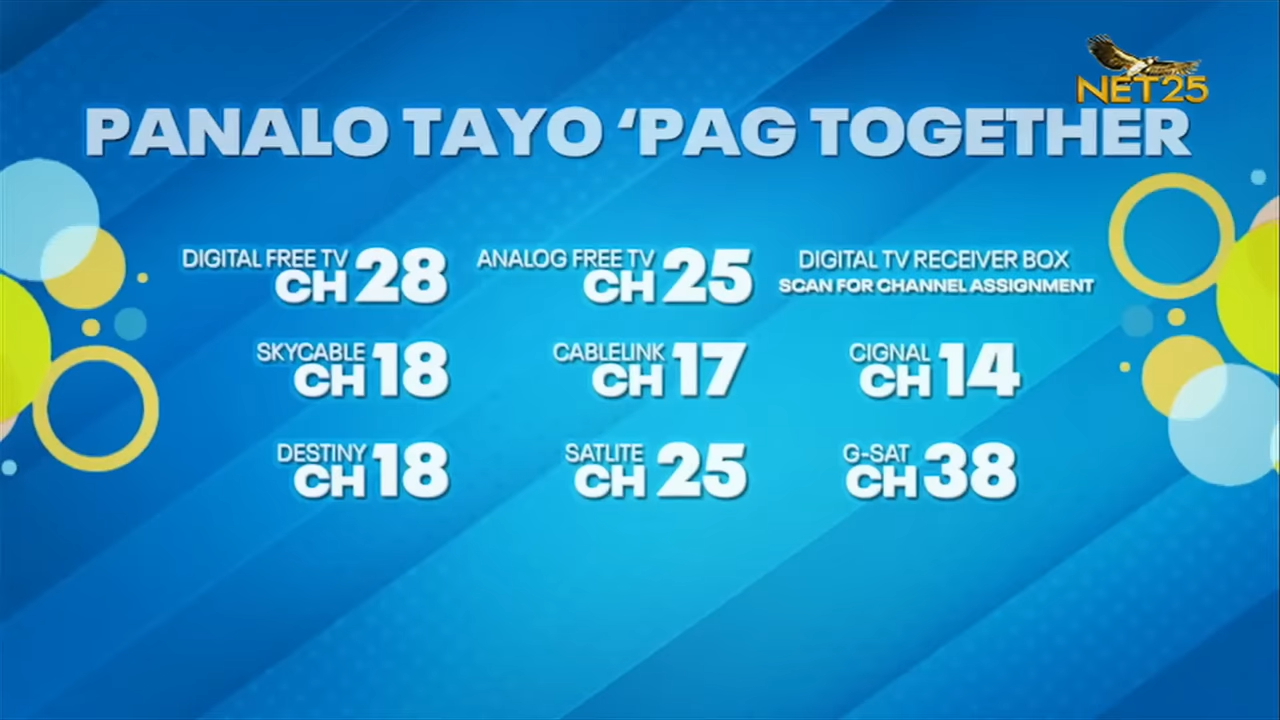 NET25
PANALO TAYO ‘PAG TOGETHER
DIGITAL FREE TV
CH 28
ANALOG FREE TV
CH 25
DIGITAL TV RECEIVER BOX
SCAN FOR CHANNEL ASSIGNMENT
SKYCABLE
CH 18
CABLELINK
CH 17
CIGNAL
CH 14
DESTINY
CH 18
SATLITE
CH 25
G-SAT
CH 38